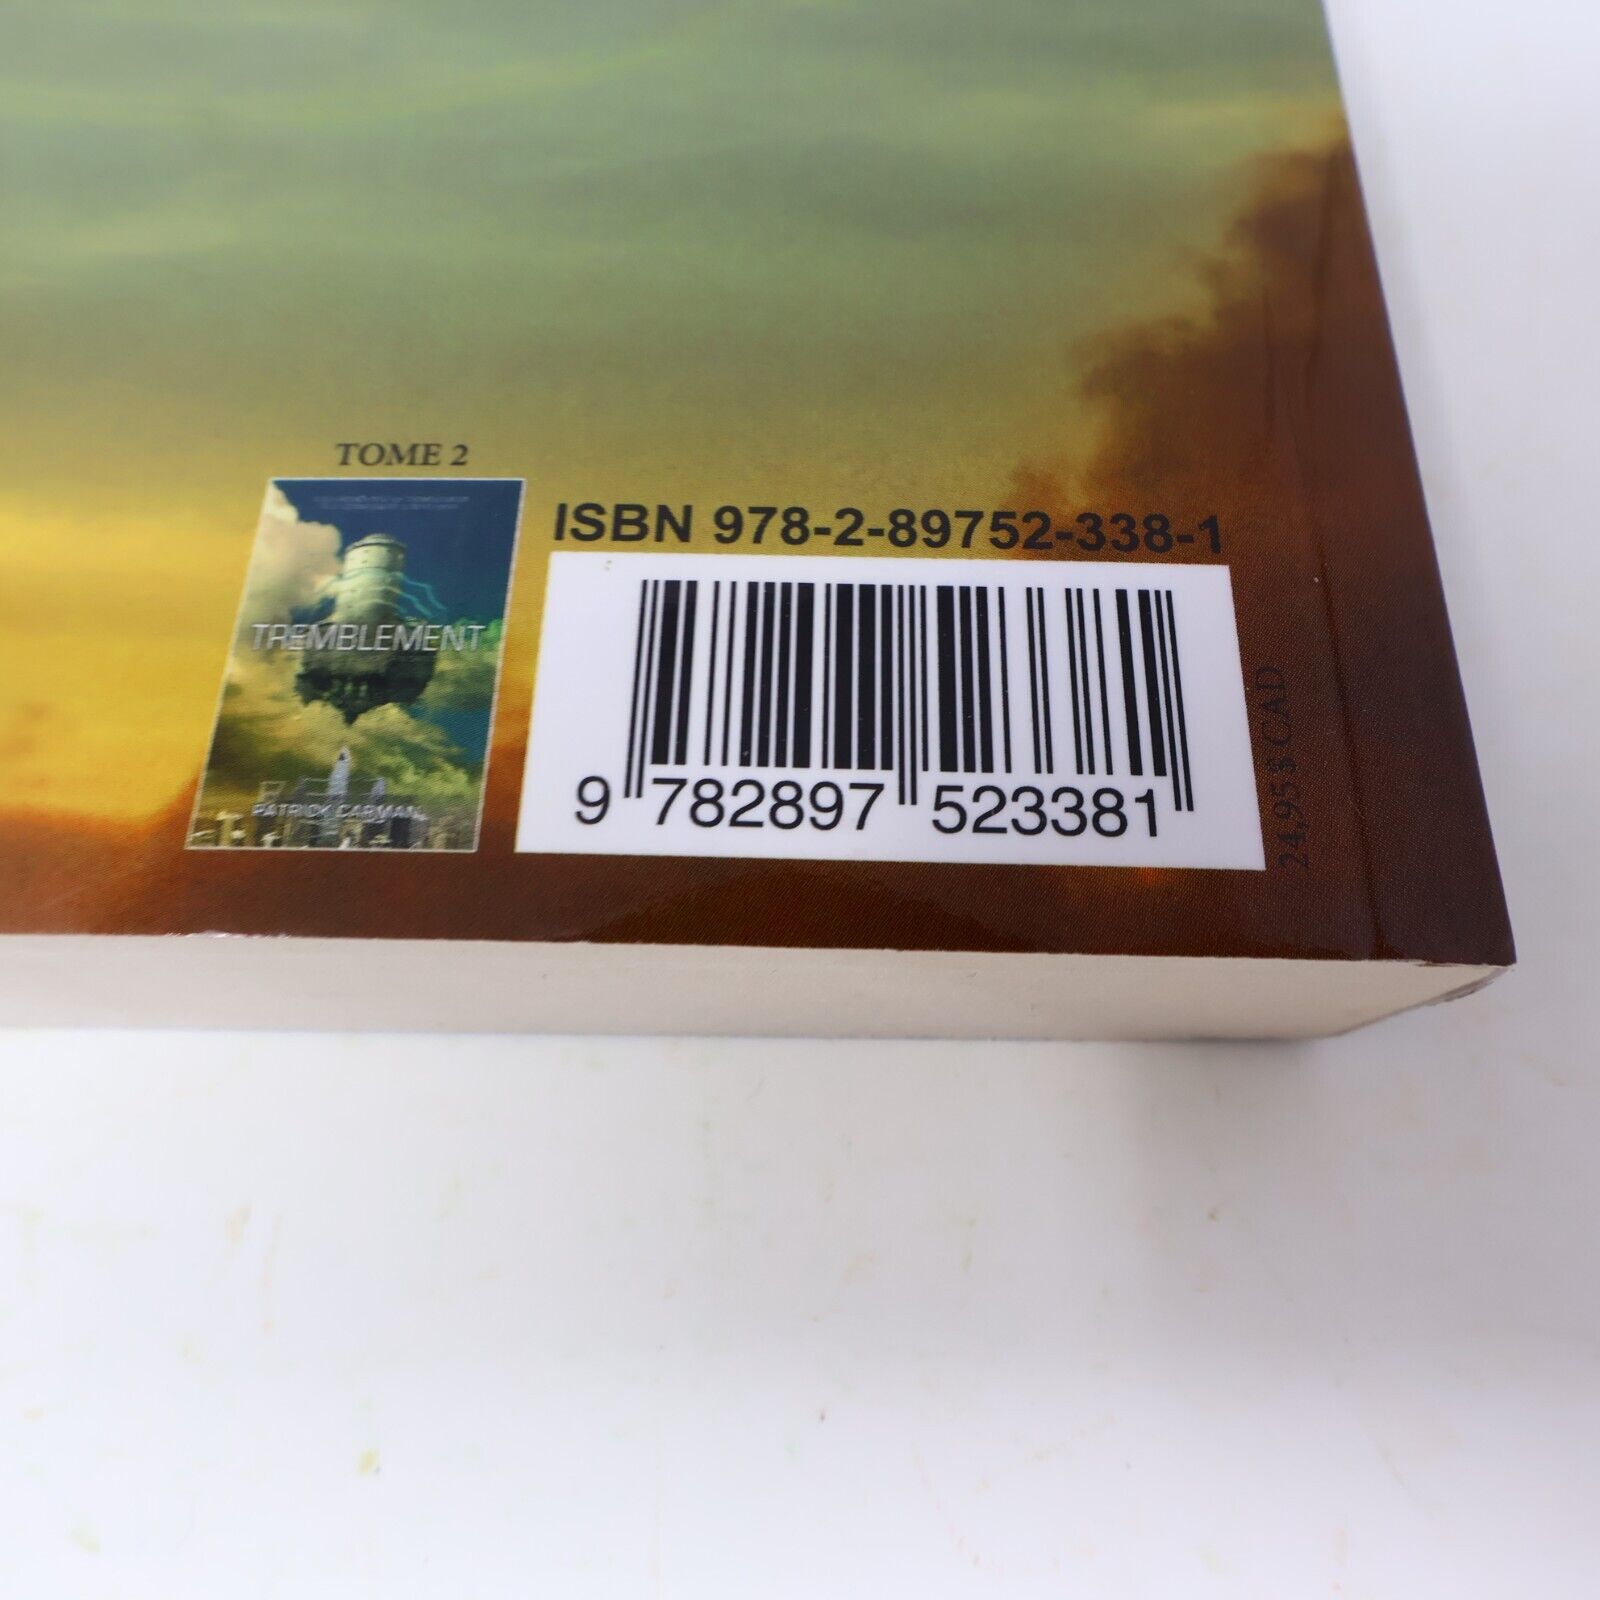 TOME 2
TREMBLEMENT
PATRICK CARMAN
ISBN 978-2-89752-338-1
9 782897 523381
24,95$ CAD